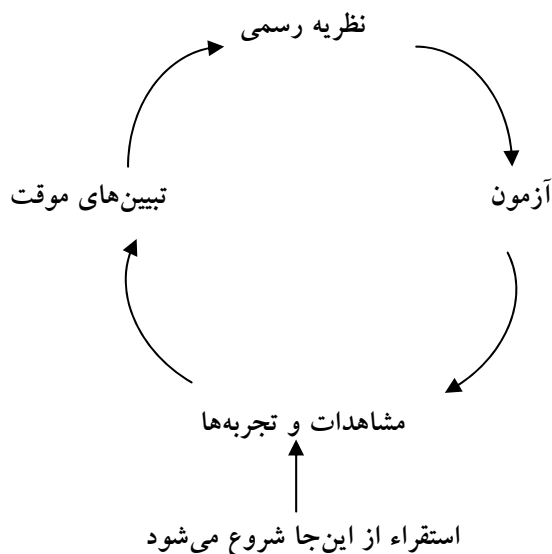 نظریه رسمی
آزمون
تبیین‌های موقت
مشاهدات و تجربه‌ها
استقراء از این‌جا شروع می‌شود